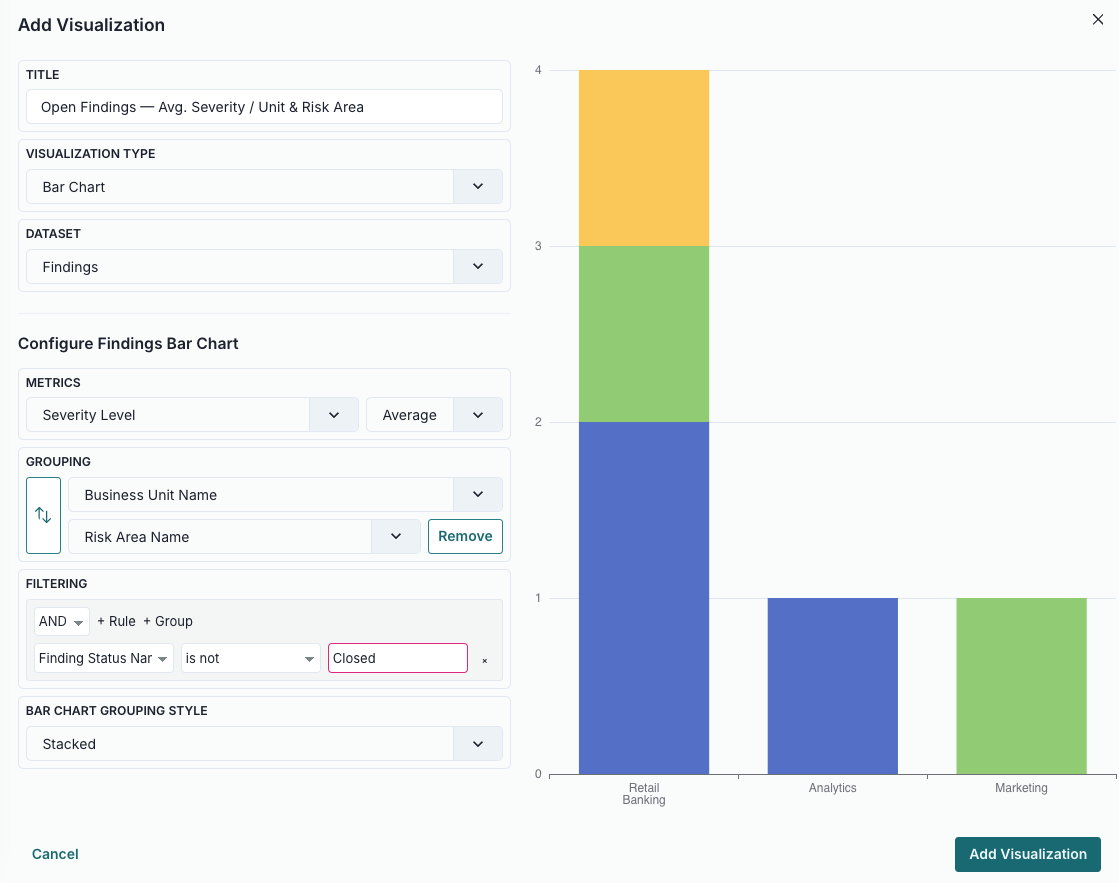 Add Visualization
TITLE
Open Findings — Avg. Severity / Unit & Risk Area
VISUALIZATION TYPE
Bar Chart
DATASET
Findings
Configure Findings Bar Chart
METRICS
Severity Level
Average
GROUPING
Business Unit Name
Risk Area Name
Remove
FILTERING
AND
+ Rule + Group
Finding Status Nar
is not
Closed
×
BAR CHART GROUPING STYLE
Stacked
4
3
2
1
0
Retail
Banking
Analytics
Marketing
Cancel
Add Visualization